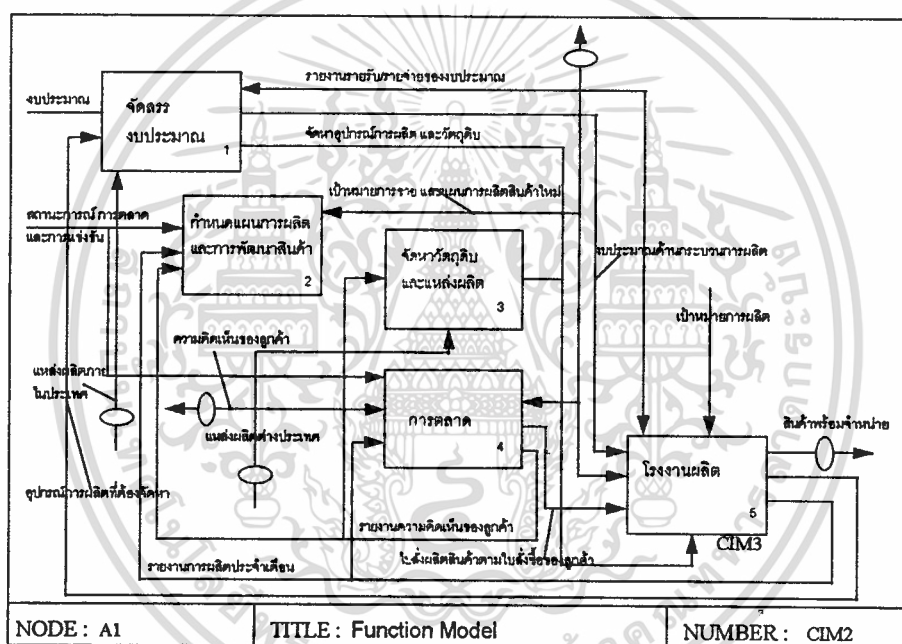 รายงานรายรับ/รายจ่ายของงบประมาณ
งบประมาณ
จัดสรร
งบประมาณ
1
จัดหาอุปกรณ์การผลิต และวัตถุดิบ
เป้าหมายการขาย และแผนการผลิตสินค้าใหม่
สถานะการณ์ การตลาด
และการแข่งขัน
กำหนดแผนการผลิต
และการพัฒนาสินค้า
2
จัดหาวัตถุดิบ
และแหล่งผลิต
3
งบประมาณด้านกระบวนการผลิต
เป้าหมายการผลิต
ความคิดเห็นของลูกค้า
แหล่งผลิตภาย
ในประเทศ
การตลาด
4
แหล่งผลิตต่างประเทศ
สินค้าพร้อมจำหน่าย
โรงงานผลิต
5
CIM3
อุปกรณ์การผลิตที่ต้องจัดหา
รายงานความคิดเห็นของลูกค้า
ใบสั่งผลิตสินค้าตามใบสั่งซื้อของลูกค้า
รายงานการผลิตประจำเดือน
NODE : A1
TITLE : Function Model
NUMBER : CIM2